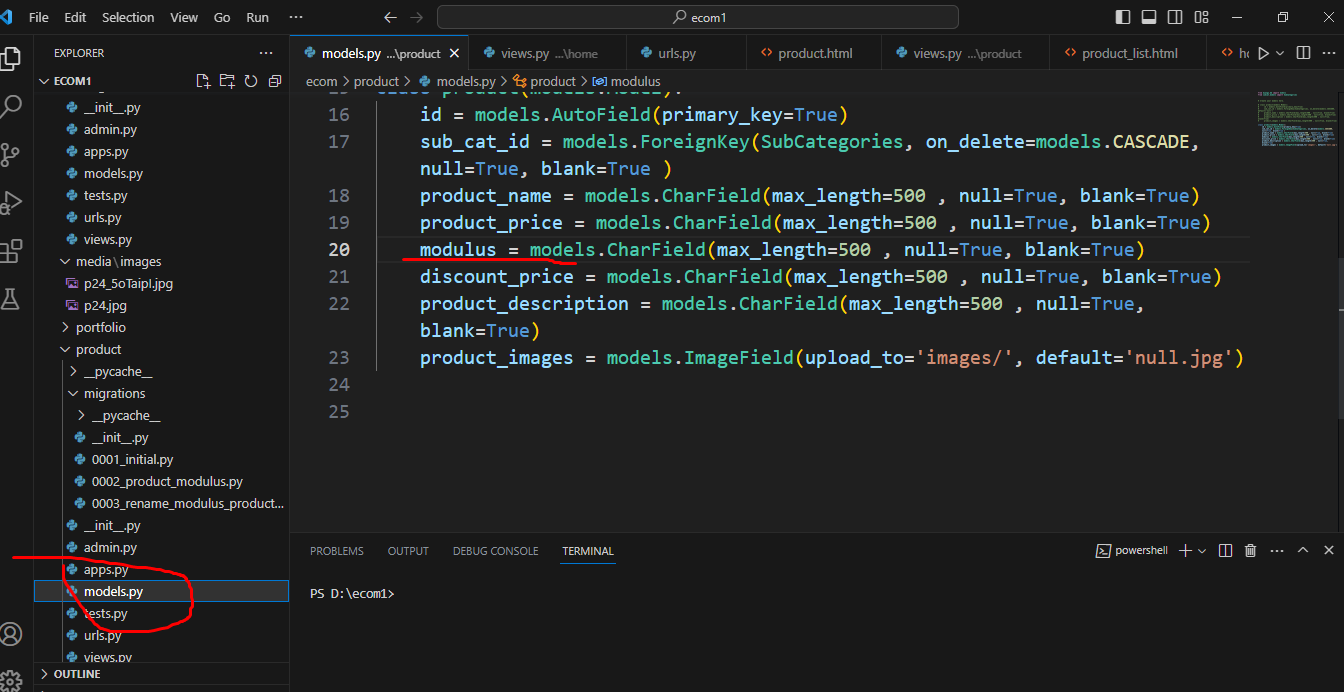 File Edit Selection View Go Run ··· ecom1
EXPLORER ···
ECOM1
__init__.py
admin.py
apps.py
models.py
tests.py
urls.py
views.py
media\images
p24_5oTaipI.jpg
p24.jpg
portfolio
product
__pycache__
migrations
__pycache__
__init__.py
0001_initial.py
0002_product_modulus.py
0003_rename_modulus_product...
__init__.py
admin.py
apps.py
models.py
tests.py
urls.py
views.py
OUTLINE
models.py ...\product views.py ...\home urls.py product.html views.py ...\product product_list.html
ecom > product > models.py > product > modulus
16 id = models.AutoField(primary_key=True)
17 sub_cat_id = models.ForeignKey(SubCategories, on_delete=models.CASCADE,
null=True, blank=True )
18 product_name = models.CharField(max_length=500 , null=True, blank=True)
19 product_price = models.CharField(max_length=500 , null=True, blank=True)
20 modulus = models.CharField(max_length=500 , null=True, blank=True)
21 discount_price = models.CharField(max_length=500 , null=True, blank=True)
22 product_description = models.CharField(max_length=500 , null=True,
blank=True)
23 product_images = models.ImageField(upload_to='images/', default='null.jpg')
24
25
PROBLEMS OUTPUT DEBUG CONSOLE TERMINAL powershell
PS D:\ecom1>